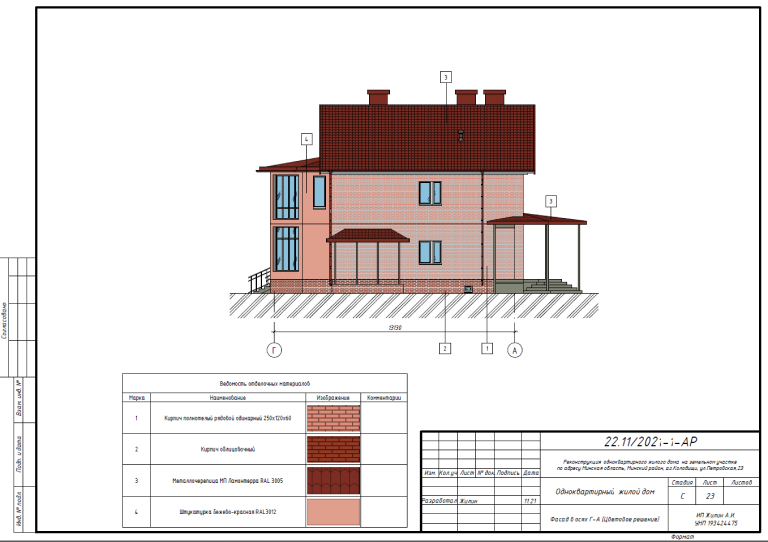 3
4
3
13130
Г
2
1
А
Согласовано
Взам. инв. №
Подп. и дата
Инв. № подл.
Ведомость отделочных материалов
Марка Наименование Изображение Комментарии
1 Кирпич полнотелый рядовой одинарный 250х120х60
2 Кирпич облицовочный
3 Металлочерепица МП Ламонтерра RAL 3005
4 Штукатурка бежево-красная RAL3012
22.11/2021-1-АР
Реконструкция одноквартирного жилого дома на земельном участке
по адресу Минская область, Минский район, аг.Колодищи, ул.Петровская,23
Изм. Кол.уч Лист № док. Подпись Дата
Одноквартирный жилой дом
Стадия Лист Листов
С 23
Разработал Жилин 11.21
Фасад в осях Г-А (Цветовое решение)
ИП Жилин А.И.
УНП 193424475
Формат